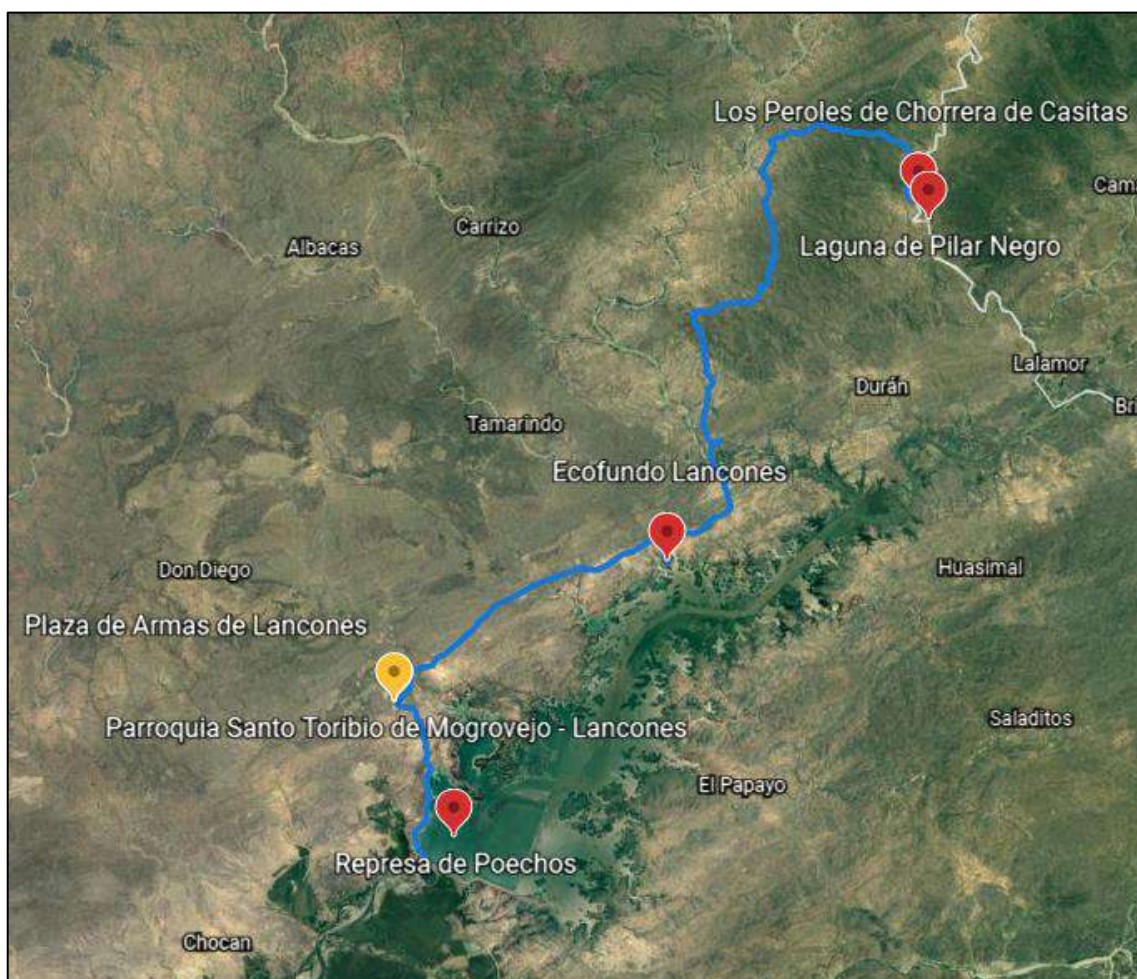 Los Peroles de Chorrera de Casitas
Carrizo
Albacas
Laguna de Pilar Negro
Lalamor
Durán
Tamarindo
Ecofundo Lancones
Don Diego
Huasimal
Plaza de Armas de Lancones
Saladitos
Parroquia Santo Toribio de Mogrovejo - Lancones
El Papayo
Represa de Poechos
Chocan